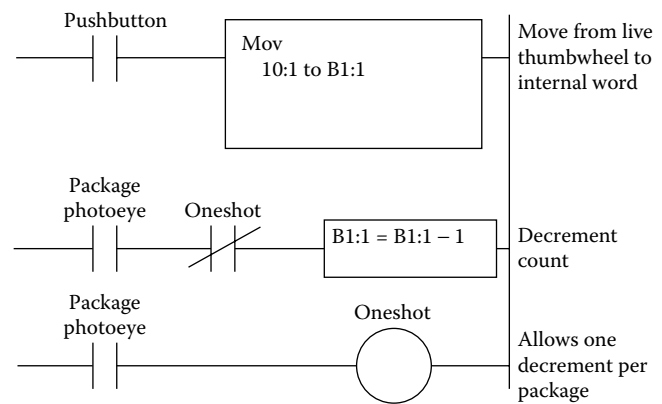 Pushbutton
Mov
10:1 to B1:1
Move from live
thumbwheel to
internal word
Package
photoeye
Oneshot
B1:1 = B1:1 – 1
Decrement
count
Package
photoeye
Oneshot
Allows one
decrement per
package